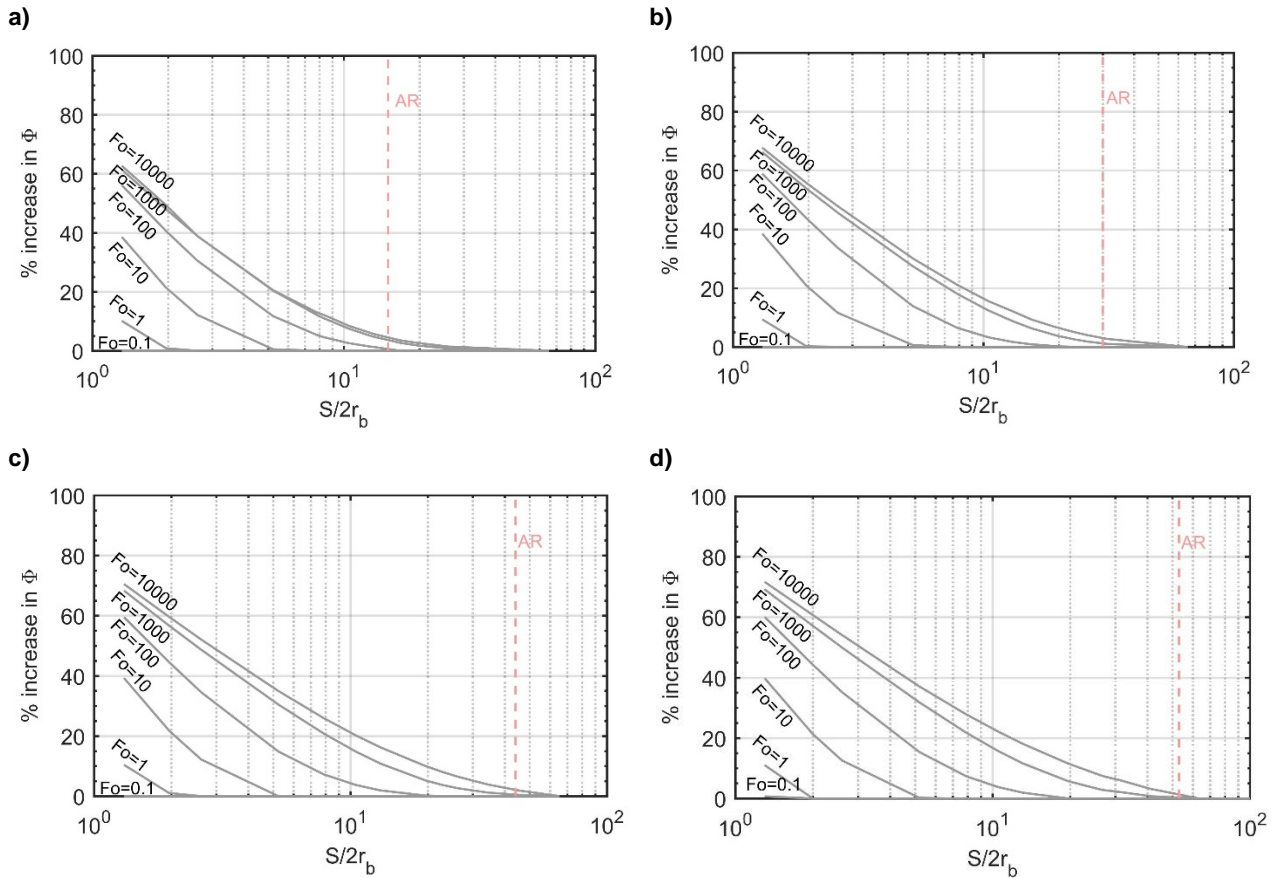 a)
100
80
60
40
20
0
% increase in Φ
Fo=10000
Fo=1000
Fo=100
Fo=10
Fo=1
Fo=0.1
AR
10^0
10^1
10^2
S/2r_b
b)
100
80
60
40
20
0
% increase in Φ
Fo=10000
Fo=1000
Fo=100
Fo=10
Fo=1
Fo=0.1
AR
10^0
10^1
10^2
S/2r_b
c)
100
80
60
40
20
0
% increase in Φ
Fo=10000
Fo=1000
Fo=100
Fo=10
Fo=1
Fo=0.1
AR
10^0
10^1
10^2
S/2r_b
d)
100
80
60
40
20
0
% increase in Φ
Fo=10000
Fo=1000
Fo=100
Fo=10
Fo=1
Fo=0.1
AR
10^0
10^1
10^2
S/2r_b